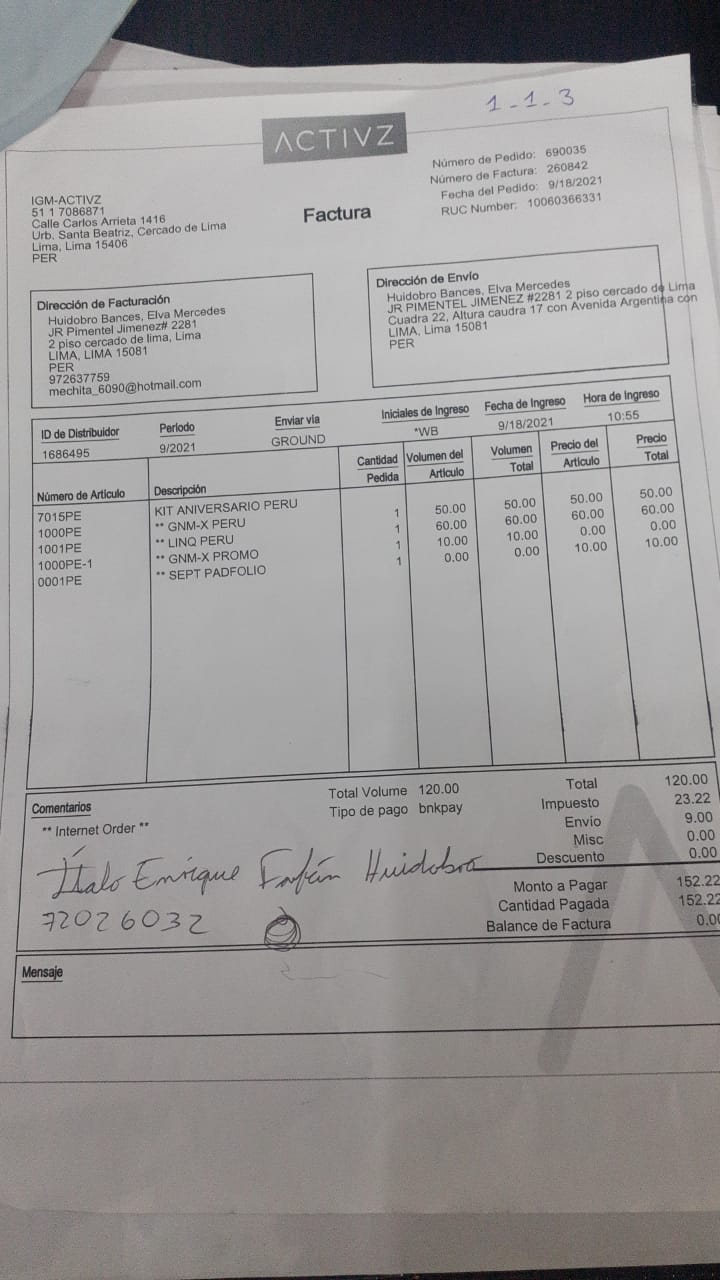 1-1-3
ACTIVZ
Número de Pedido: 690035
Número de Factura: 260842
Fecha del Pedido: 9/18/2021
RUC Number: 10060366331
IGM-ACTIVZ
51 1 7086871
Calle Carlos Arrieta 1416
Urb. Santa Beatriz, Cercado de Lima
Lima, Lima 15406
PER
Factura
Dirección de Facturación
Huidobro Bances, Elva Mercedes
JR Pimentel Jimenez# 2281
2 piso cercado de lima, Lima
LIMA, LIMA 15081
PER
972637759
mechita_6090@hotmail.com
Dirección de Envío
Huidobro Bances, Elva Mercedes
JR PIMENTEL JIMENEZ #2281 2 piso cercado de Lima
Cuadra 22, Altura caudra 17 con Avenida Argentina con
LIMA, Lima 15081
PER
ID de Distribuidor Periodo Enviar via Iniciales de Ingreso Fecha de Ingreso Hora de Ingreso
1686495 9/2021 GROUND *WB 9/18/2021 10:55
Número de Articulo Descripción Cantidad Pedida Volumen del Articulo Volumen Total Precio del Articulo Precio Total
7015PE KIT ANIVERSARIO PERU 1 50.00 50.00 50.00 50.00
1000PE ** GNM-X PERU 1 60.00 60.00 60.00 60.00
1001PE ** LINQ PERU 1 10.00 10.00 0.00 0.00
1000PE-1 ** GNM-X PROMO 1 0.00 0.00 10.00 10.00
0001PE ** SEPT PADFOLIO
Comentarios
** Internet Order **
Total Volume 120.00
Tipo de pago bnkpay
Total 120.00
Impuesto 23.22
Envío 9.00
Misc 0.00
Descuento 0.00
Monto a Pagar 152.22
Cantidad Pagada 152.22
Balance de Factura 0.00
Ítalo Enrique Farfán Huidobro
72026032
Mensaje